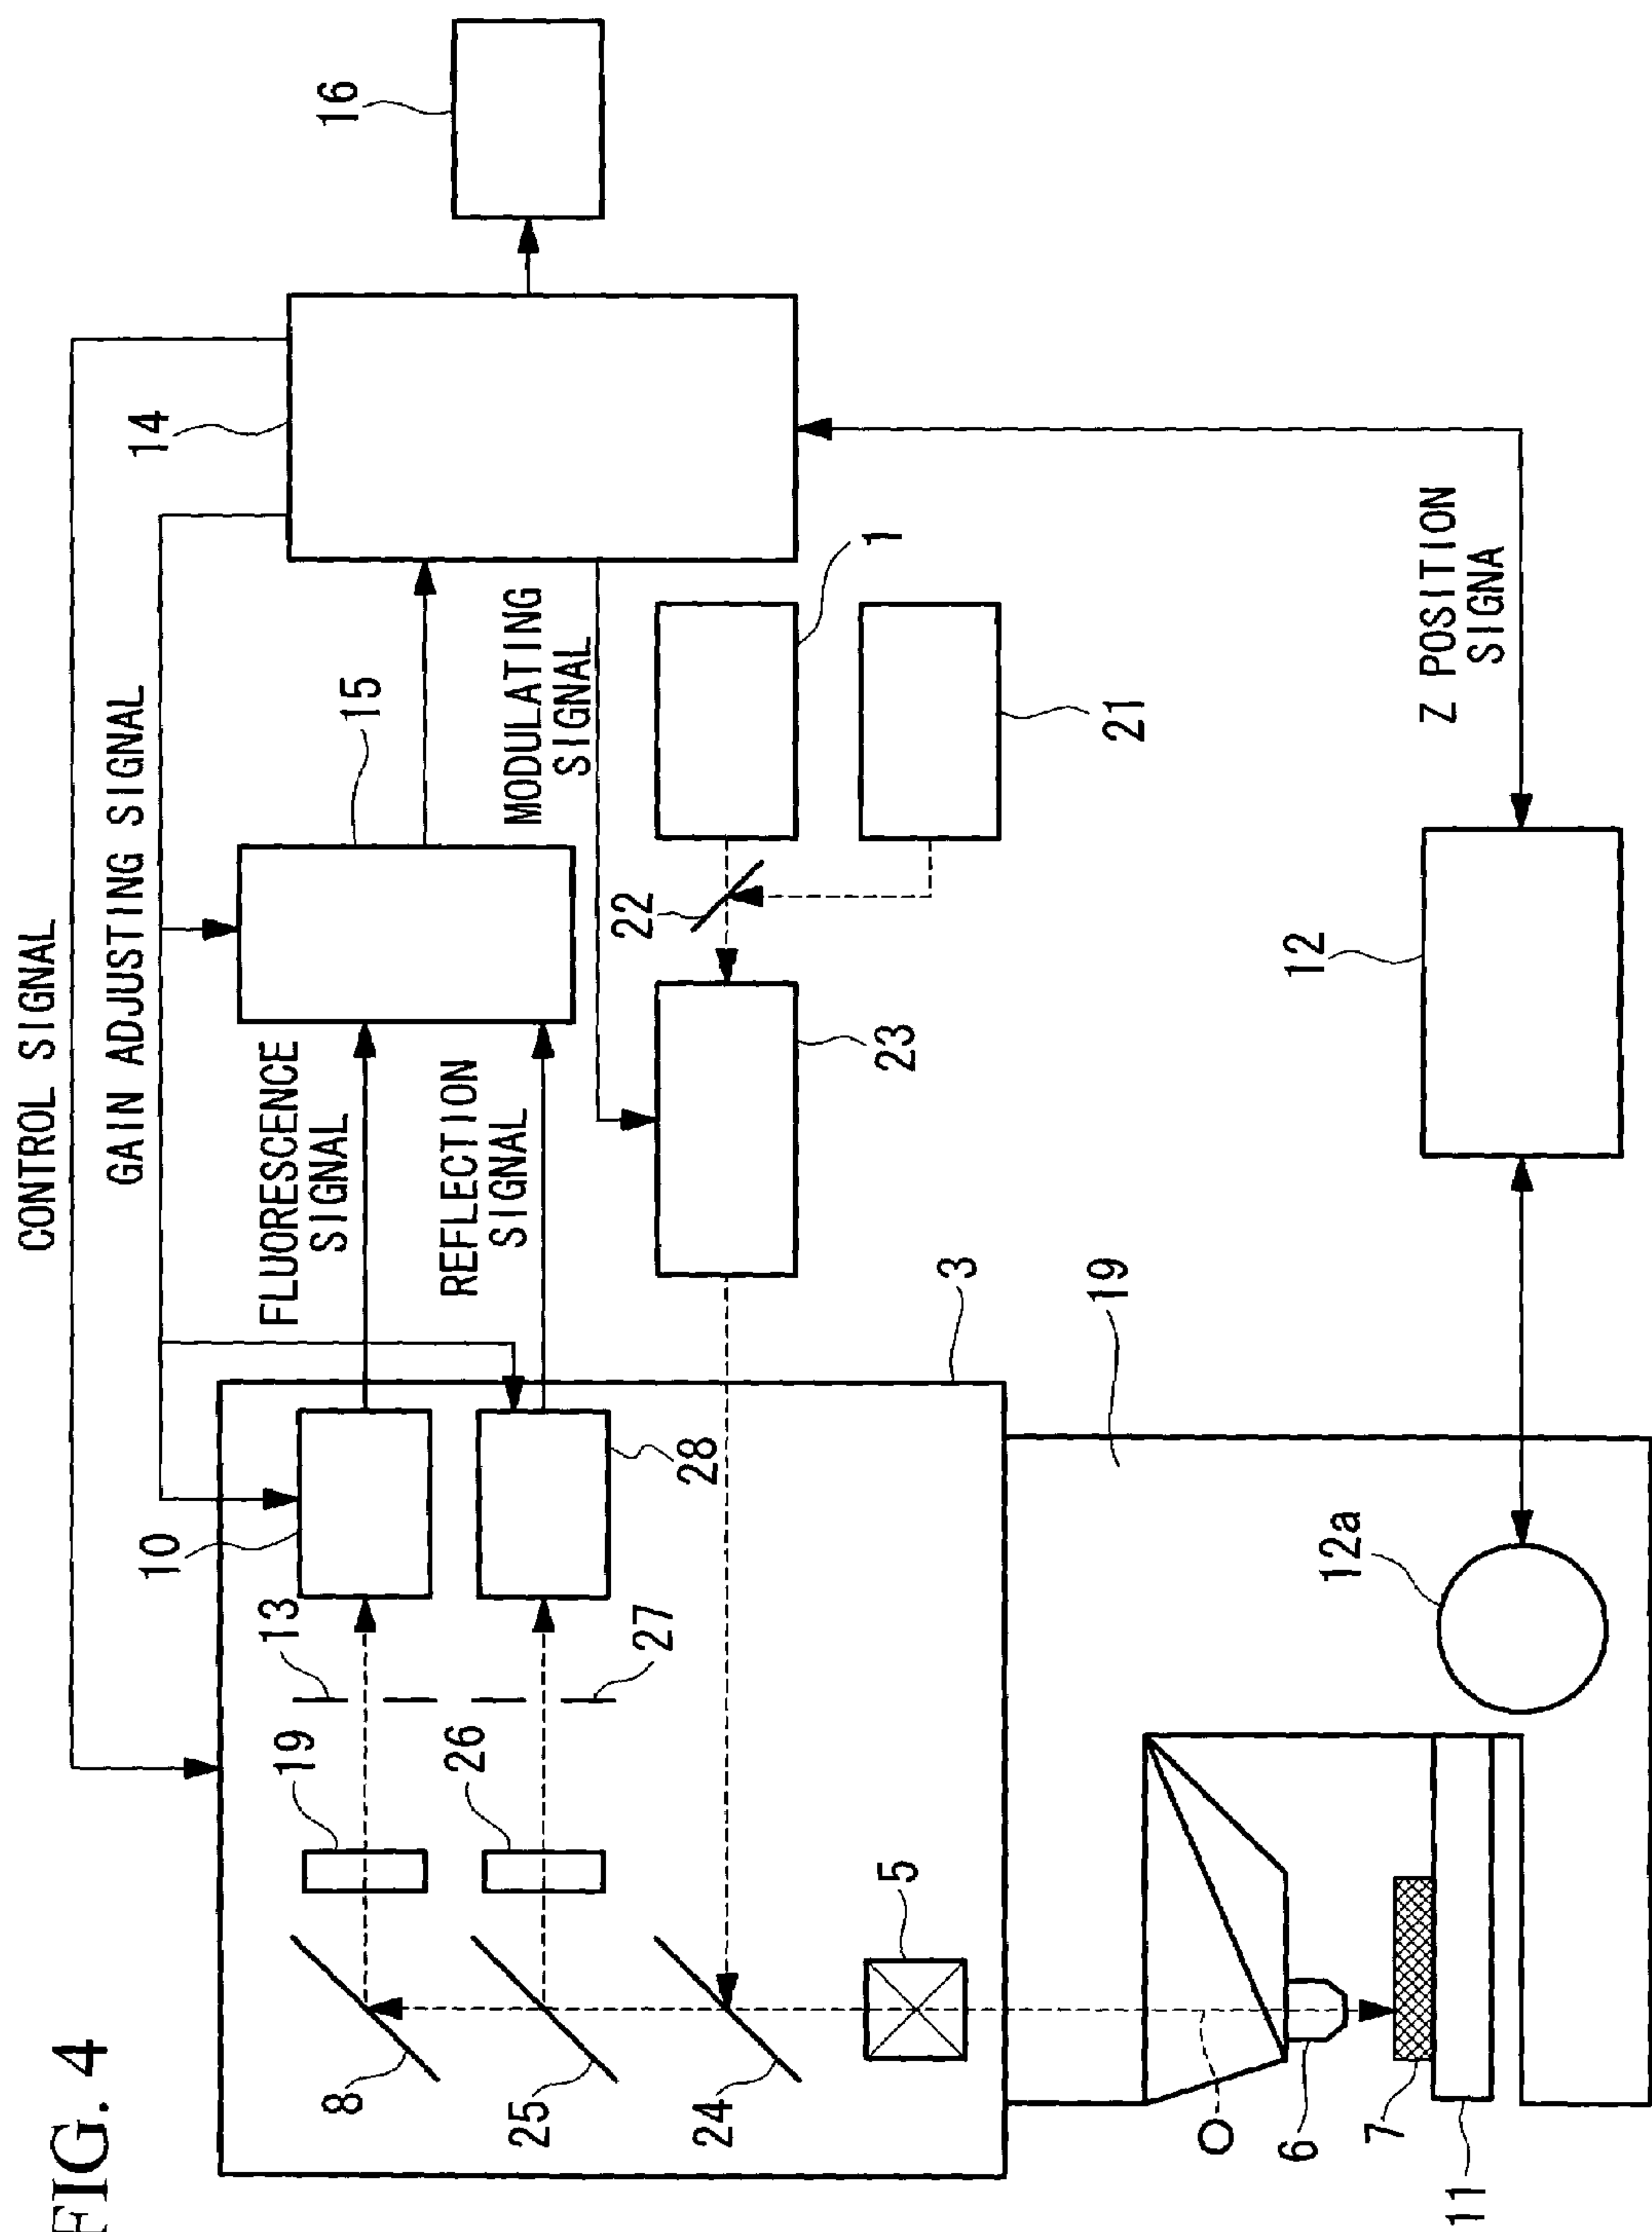 FIG. 4
CONTROL SIGNAL
GAIN ADJUSTING SIGNAL
10
13
19
8
FLUORESCENCE
SIGNAL
15
14
16
REFLECTION
SIGNAL
28
27
26
25
MODULATING
SIGNAL
22
1
21
23
24
5
3
19
O
6
7
11
12a
12
Z POSITION
SIGNA